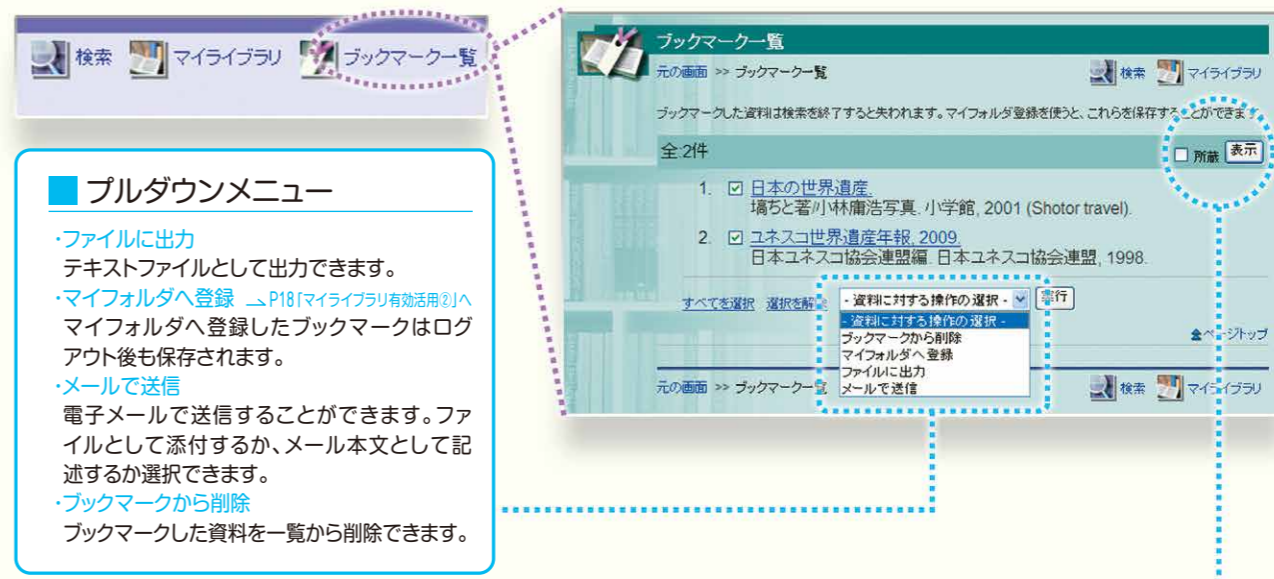 検索 マイライブラリ ブックマーク一覧
プルダウンメニュー
・ファイルに出力
テキストファイルとして出力できます。
・マイフォルダへ登録 P18「マイライブラリ有効活用②」へ
マイフォルダへ登録したブックマークはログ
アウト後も保存されます。
・メールで送信
電子メールで送信することができます。ファ
イルとして添付するか、メール本文として記
述するか選択できます。
・ブックマークから削除
ブックマークした資料を一覧から削除できます。
ブックマーク一覧
元の画面 >> ブックマーク一覧 検索 マイライブラリ
ブックマークした資料は検索を終了すると失われます。マイフォルダ登録を使うと、これらを保存することができます。
全:2件 所蔵 表示
1. 日本の世界遺産.
塙ちと著//小林庸浩写真. 小学館, 2001 (Shotor travel).
2. ユネスコ世界遺産年報. 2009.
日本ユネスコ協会連盟編. 日本ユネスコ協会連盟, 1998.
すべてを選択 選択を解 - 資料に対する操作の選択 - 実行
- 資料に対する操作の選択 -
ブックマークから削除
マイフォルダへ登録
ファイルに出力
メールで送信
ページトップ
元の画面 >> ブックマーク一覧 検索 マイライブラリ